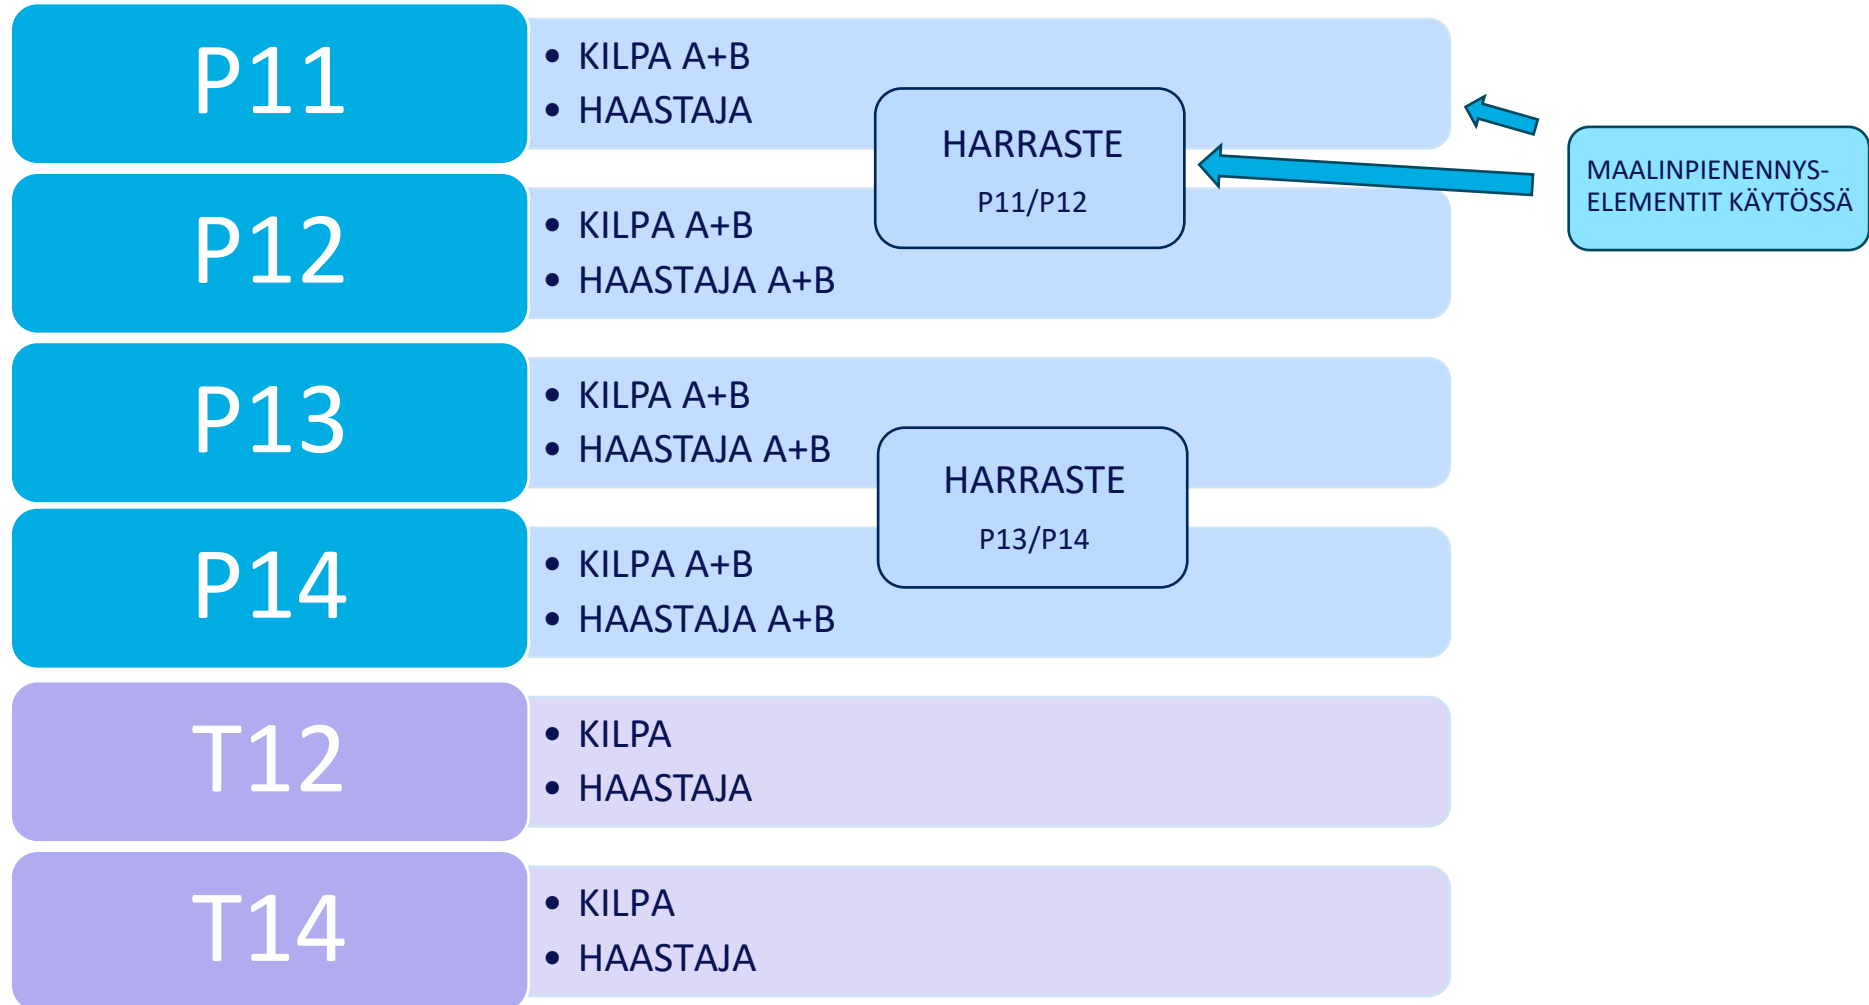 P11
• KILPA A+B
• HAASTAJA
HARRASTE
P11/P12
MAALINPIENENNYS-
ELEMENTIT KÄYTÖSSÄ
P12
• KILPA A+B
• HAASTAJA A+B
P13
• KILPA A+B
• HAASTAJA A+B
HARRASTE
P13/P14
P14
• KILPA A+B
• HAASTAJA A+B
T12
• KILPA
• HAASTAJA
T14
• KILPA
• HAASTAJA